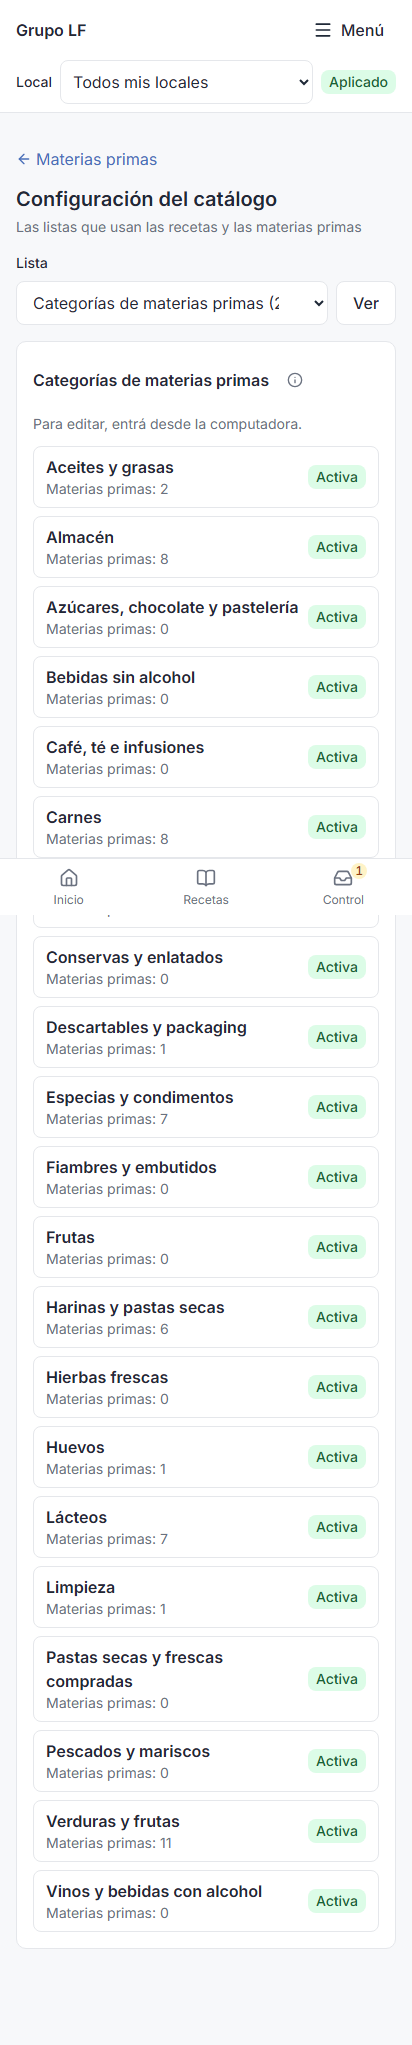 Grupo LF
Menú
Local
Todos mis locales
Aplicado
← Materias primas
Configuración del catálogo
Las listas que usan las recetas y las materias primas
Lista
Categorías de materias primas (2
Ver
Categorías de materias primas
Para editar, entrá desde la computadora.
Aceites y grasas
Materias primas: 2
Activa
Almacén
Materias primas: 8
Activa
Azúcares, chocolate y pastelería
Materias primas: 0
Activa
Bebidas sin alcohol
Materias primas: 0
Activa
Café, té e infusiones
Materias primas: 0
Activa
Carnes
Materias primas: 8
Activa
1
Inicio
Recetas
Control
Conservas y enlatados
Materias primas: 0
Activa
Descartables y packaging
Materias primas: 1
Activa
Especias y condimentos
Materias primas: 7
Activa
Fiambres y embutidos
Materias primas: 0
Activa
Frutas
Materias primas: 0
Activa
Harinas y pastas secas
Materias primas: 6
Activa
Hierbas frescas
Materias primas: 0
Activa
Huevos
Materias primas: 1
Activa
Lácteos
Materias primas: 7
Activa
Limpieza
Materias primas: 1
Activa
Pastas secas y frescas
compradas
Materias primas: 0
Activa
Pescados y mariscos
Materias primas: 0
Activa
Verduras y frutas
Materias primas: 11
Activa
Vinos y bebidas con alcohol
Materias primas: 0
Activa